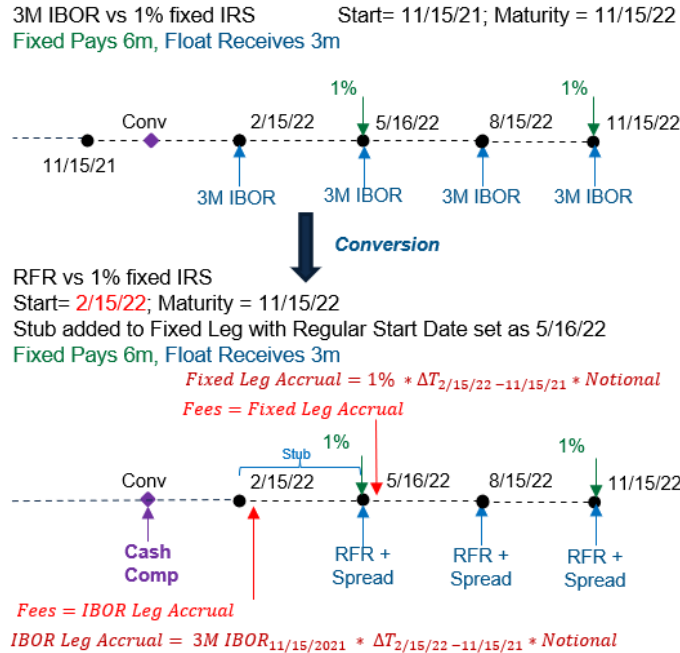 3M IBOR vs 1% fixed IRS Start= 11/15/21; Maturity = 11/15/22
Fixed Pays 6m, Float Receives 3m
1% 1%
Conv 2/15/22 5/16/22 8/15/22 11/15/22
11/15/21
3M IBOR 3M IBOR 3M IBOR 3M IBOR
Conversion
RFR vs 1% fixed IRS
Start= 2/15/22; Maturity = 11/15/22
Stub added to Fixed Leg with Regular Start Date set as 5/16/22
Fixed Pays 6m, Float Receives 3m
Fixed Leg Accrual = 1% * ΔT2/15/22 −11/15/21 * Notional
Fees = Fixed Leg Accrual
Stub 1% 1%
Conv 2/15/22 5/16/22 8/15/22 11/15/22
Cash Comp
RFR + Spread RFR + Spread RFR + Spread
Fees = IBOR Leg Accrual
IBOR Leg Accrual = 3M IBOR11/15/2021 * ΔT2/15/22 −11/15/21 * Notional